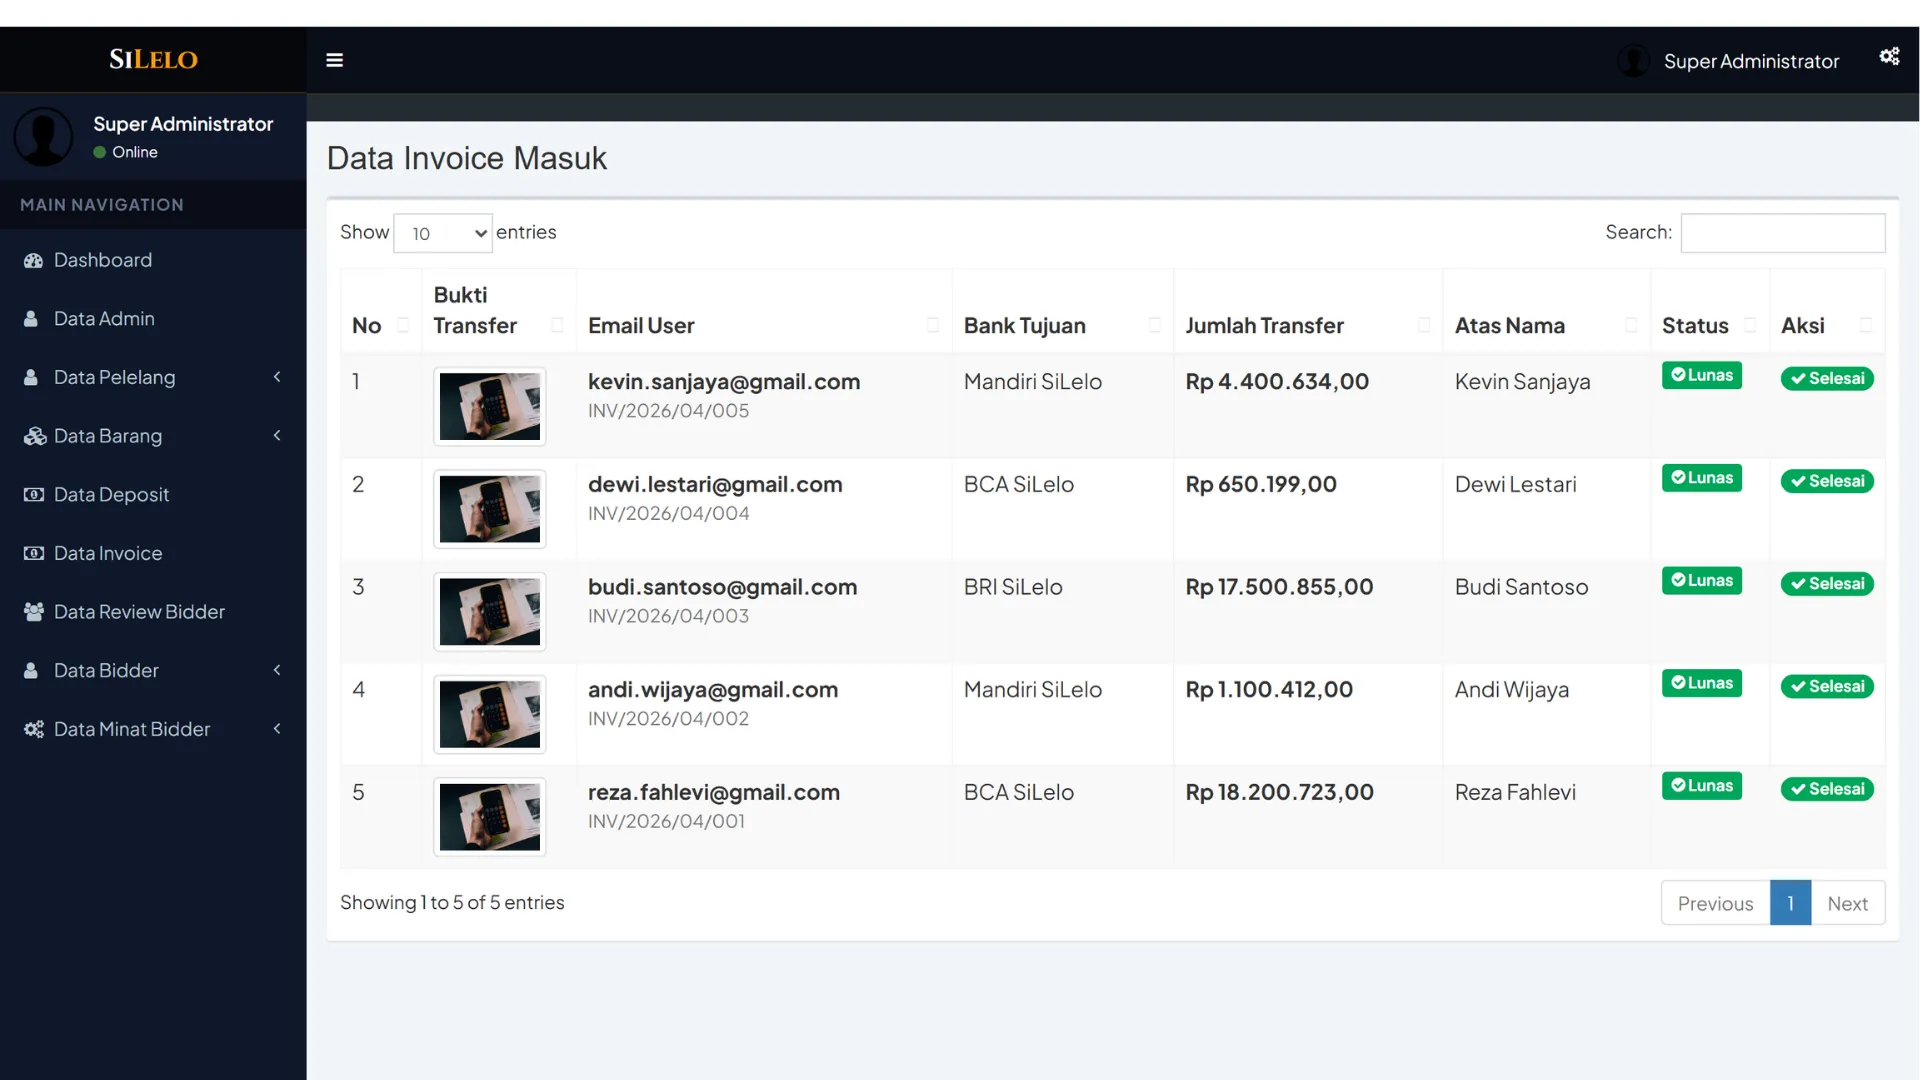 SILELO
Super Administrator
Super Administrator
Online
MAIN NAVIGATION
Dashboard
Data Admin
Data Pelelang
Data Barang
Data Deposit
Data Invoice
Data Review Bidder
Data Bidder
Data Minat Bidder
Data Invoice Masuk
Show 10 entries
Search:
No Bukti Transfer Email User Bank Tujuan Jumlah Transfer Atas Nama Status Aksi
1 kevin.sanjaya@gmail.com Mandiri SiLelo Rp 4.400.634,00 Kevin Sanjaya Lunas Selesai
INV/2026/04/005
2 dewi.lestari@gmail.com BCA SiLelo Rp 650.199,00 Dewi Lestari Lunas Selesai
INV/2026/04/004
3 budi.santoso@gmail.com BRI SiLelo Rp 17.500.855,00 Budi Santoso Lunas Selesai
INV/2026/04/003
4 andi.wijaya@gmail.com Mandiri SiLelo Rp 1.100.412,00 Andi Wijaya Lunas Selesai
INV/2026/04/002
5 reza.fahlevi@gmail.com BCA SiLelo Rp 18.200.723,00 Reza Fahlevi Lunas Selesai
INV/2026/04/001
Showing 1 to 5 of 5 entries
Previous 1 Next